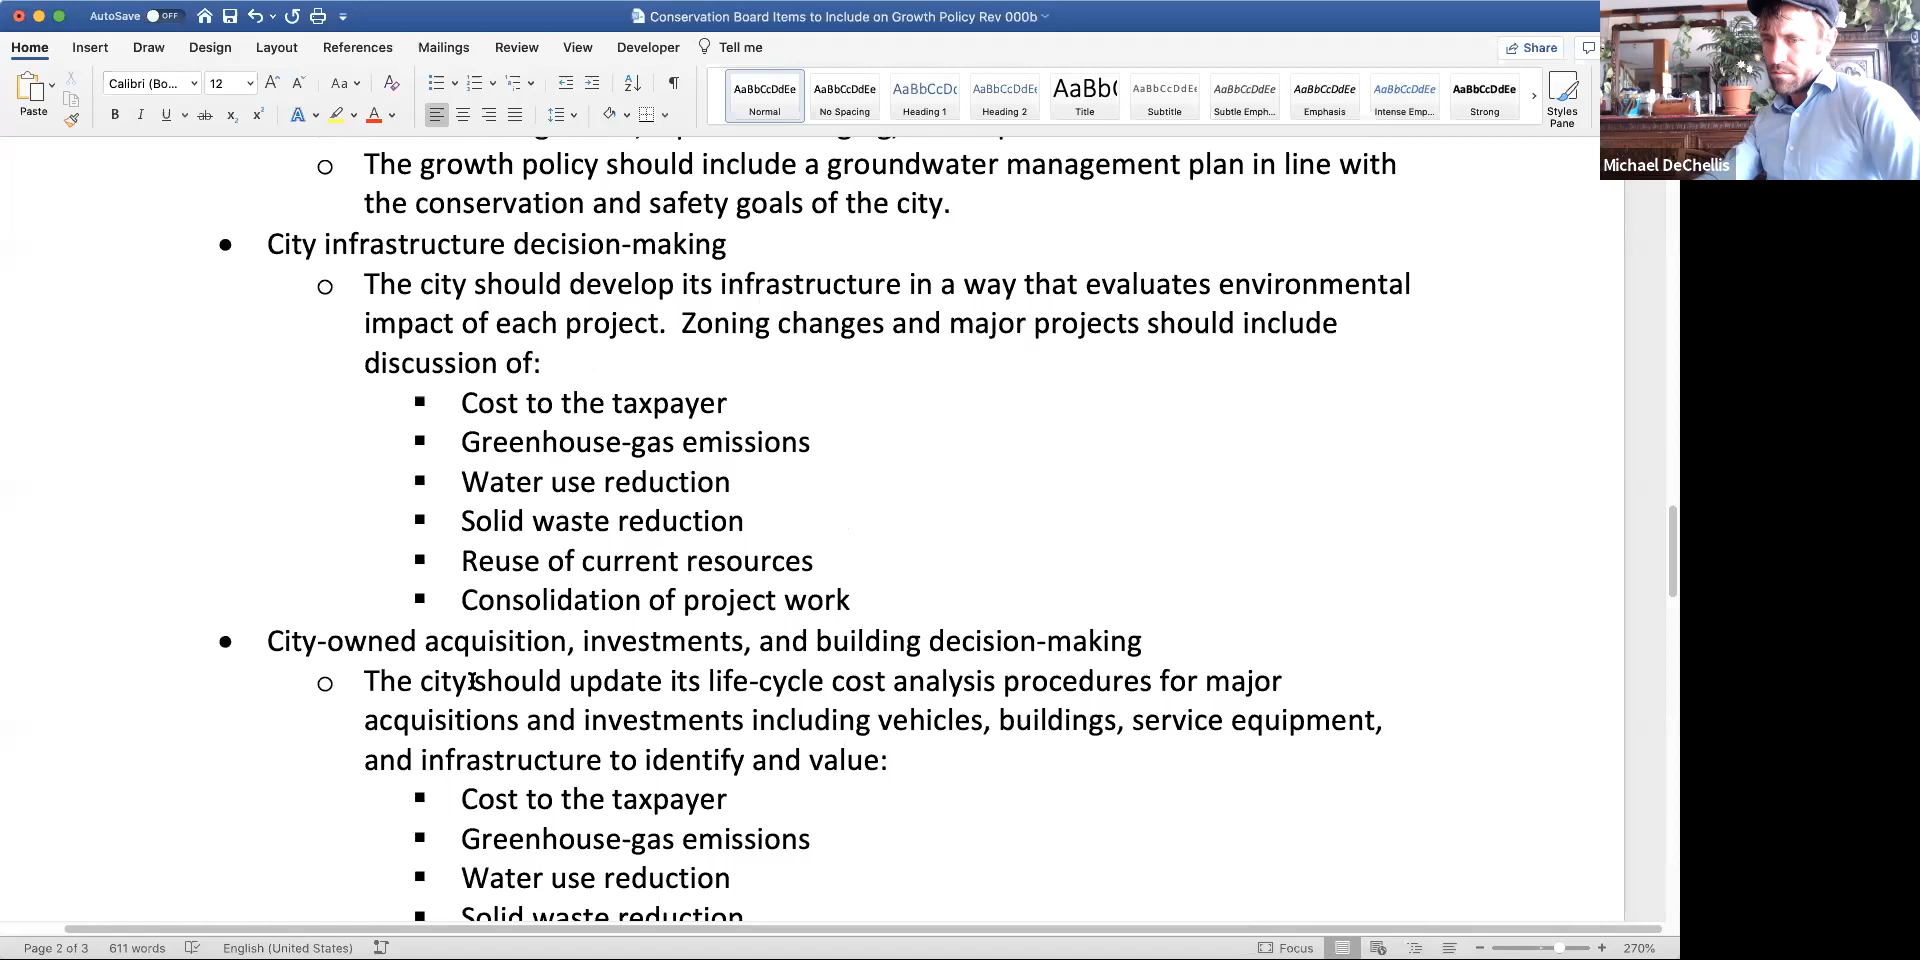 AutoSave OFF
Conservation Board Items to Include on Growth Policy Rev 000b
Home Insert Draw Design Layout References Mailings Review View Developer Tell me Share
Paste Calibri (Bo... 12 Aa
AaBbCcDdEe AaBbCcDdEe AaBbCcDc AaBbCcDdEe AaBb( AaBbCcDdEe AaBbCcDdEe AaBbCcDdEe AaBbCcDdEe AaBbCcDdEe
Normal No Spacing Heading 1 Heading 2 Title Subtitle Subtle Emph... Emphasis Intense Emp... Strong Styles Pane
B I U ab x₂ x² A A
Michael DeChellis
o The growth policy should include a groundwater management plan in line with
the conservation and safety goals of the city.
• City infrastructure decision-making
o The city should develop its infrastructure in a way that evaluates environmental
impact of each project. Zoning changes and major projects should include
discussion of:
▪ Cost to the taxpayer
▪ Greenhouse-gas emissions
▪ Water use reduction
▪ Solid waste reduction
▪ Reuse of current resources
▪ Consolidation of project work
• City-owned acquisition, investments, and building decision-making
o The city should update its life-cycle cost analysis procedures for major
acquisitions and investments including vehicles, buildings, service equipment,
and infrastructure to identify and value:
▪ Cost to the taxpayer
▪ Greenhouse-gas emissions
▪ Water use reduction
▪ Solid waste reduction
Page 2 of 3 611 words English (United States) Focus 270%